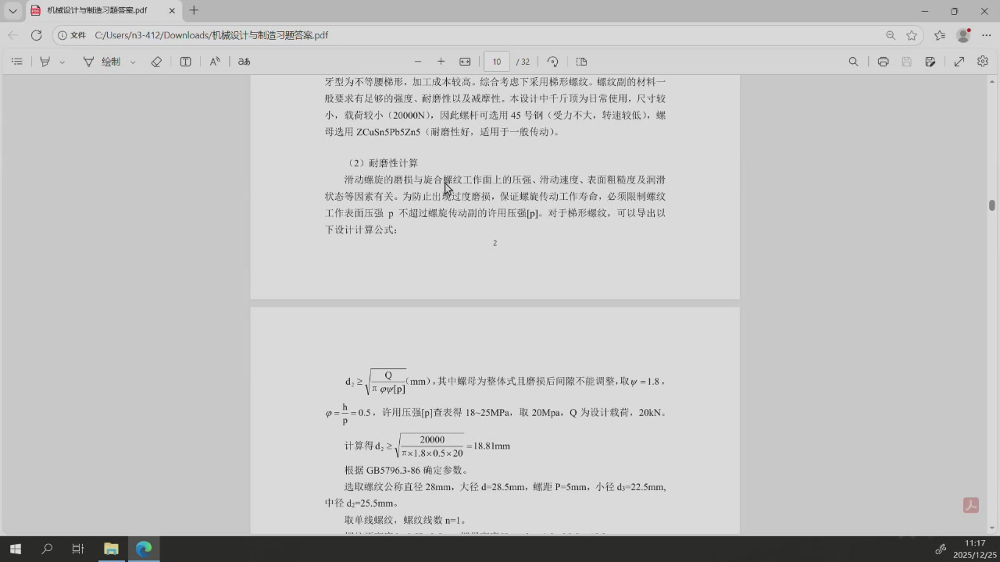 机械设计与制造习题答案.pdf
文件 C:/Users/n3-412/Downloads/机械设计与制造习题答案.pdf
绘制 aあ 10 / 32
牙型为不等腰梯形，加工成本较高。综合考虑下采用梯形螺纹。螺纹副的材料一
般要求有足够的强度、耐磨性以及减摩性。本设计中千斤顶为日常使用，尺寸较
小，载荷较小（20000N），因此螺杆可选用 45 号钢（受力不大，转速较低），螺
母选用 ZCuSn5Pb5Zn5（耐磨性好，适用于一般传动）。
（2）耐磨性计算
滑动螺旋的磨损与旋合螺纹工作面上的压强、滑动速度、表面粗糙度及润滑
状态等因素有关。为防止出现过度磨损，保证螺旋传动工作寿命，必须限制螺纹
工作表面压强 p 不超过螺旋传动副的许用压强[p]。对于梯形螺纹，可以导出以
下设计计算公式：
2
d₂ ≥ √(Q / π φψ[p]) (mm)，其中螺母为整体式且磨损后间隙不能调整，取ψ = 1.8，
φ = h/p = 0.5，许用压强[p]查表得 18~25MPa，取 20Mpa，Q 为设计载荷，20kN。
计算得 d₂ ≥ √(20000 / π×1.8×0.5×20) = 18.81mm
根据 GB5796.3-86 确定参数。
选取螺纹公称直径 28mm，大径 d=28.5mm，螺距 P=5mm，小径 d₃=22.5mm,
中径 d₂=25.5mm。
取单线螺纹，螺纹线数 n=1。
11:17
2025/12/25